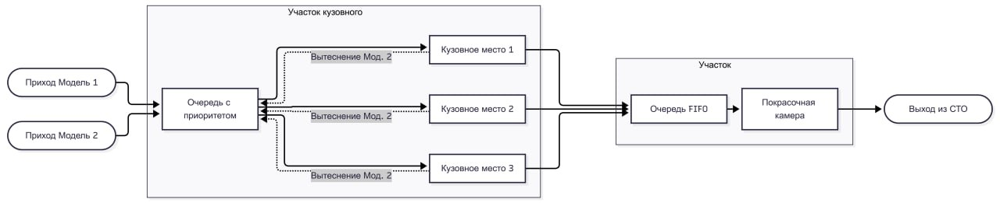 Участок кузовного
Приход Модель 1
Приход Модель 2
Очередь с
приоритетом
Вытеснение Мод. 2
Вытеснение Мод. 2
Вытеснение Мод. 2
Кузовное место 1
Кузовное место 2
Кузовное место 3
Участок
Очередь FIFO
Покрасочная
камера
Выход из СТО